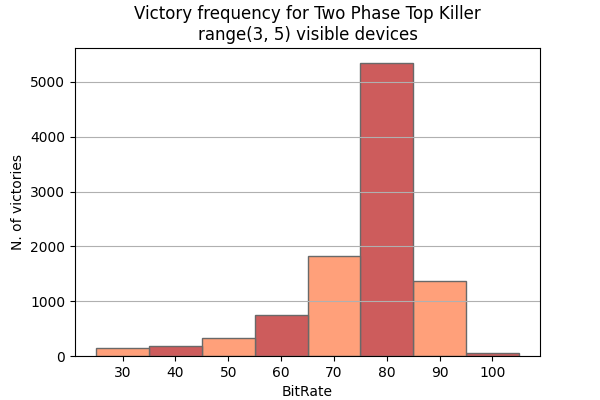 Victory frequency for Two Phase Top Killer
range(3, 5) visible devices
N. of victories
5000
4000
3000
2000
1000
0
30 40 50 60 70 80 90 100
BitRate